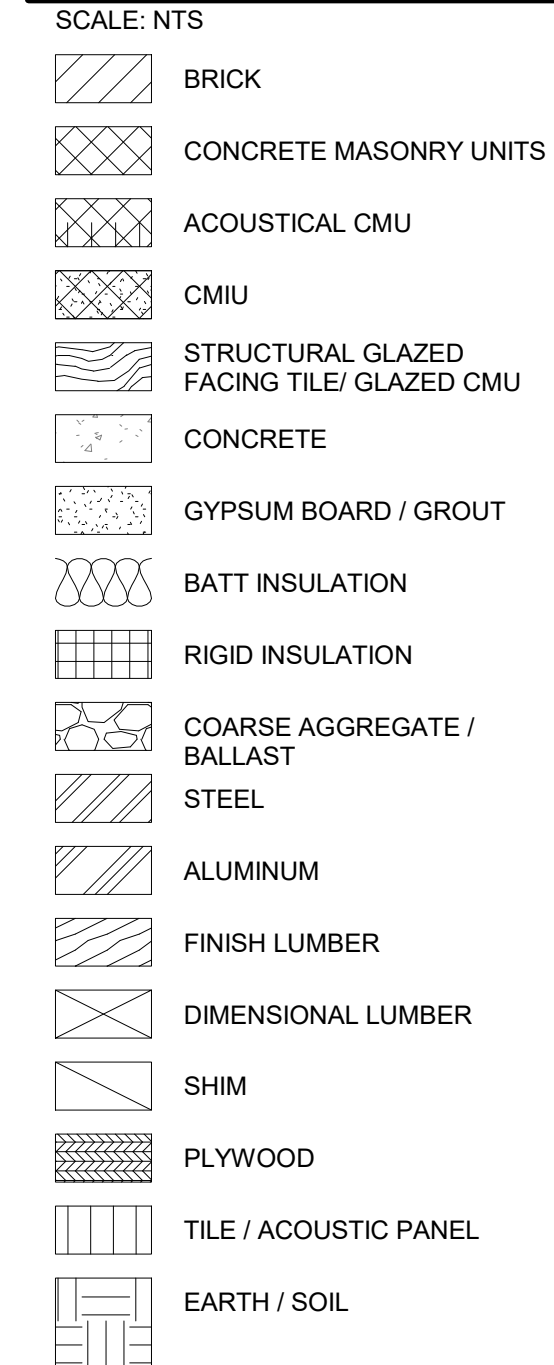 SCALE: NTS
BRICK
CONCRETE MASONRY UNITS
ACOUSTICAL CMU
CMIU
STRUCTURAL GLAZED
FACING TILE/ GLAZED CMU
CONCRETE
GYPSUM BOARD / GROUT
BATT INSULATION
RIGID INSULATION
COARSE AGGREGATE /
BALLAST
STEEL
ALUMINUM
FINISH LUMBER
DIMENSIONAL LUMBER
SHIM
PLYWOOD
TILE / ACOUSTIC PANEL
EARTH / SOIL